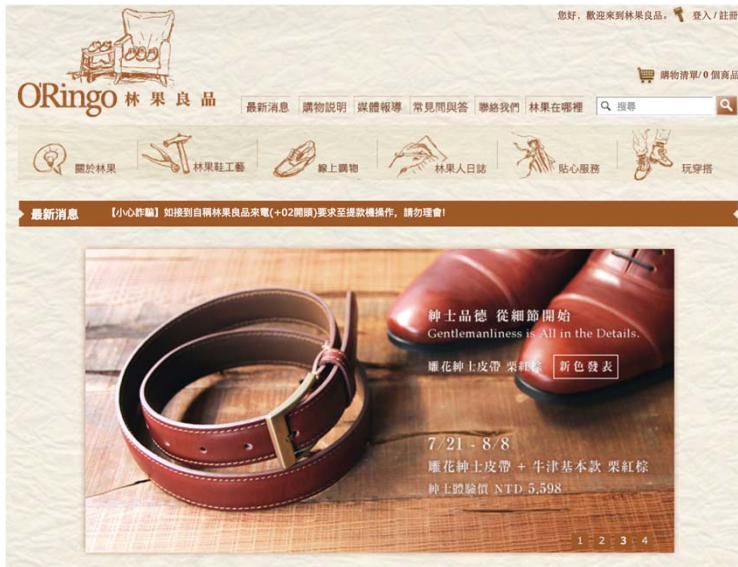 您好，歡迎來到林果良品。 登入/註冊
購物清單/0 個商品
O'Ringo 林果良品
最新消息 購物説明 媒體報導 常見問與答 聯絡我們 林果在哪裡 搜尋
關於林果 林果鞋工藝 線上購物 林果人日誌 貼心服務 玩穿搭
最新消息 【小心詐騙】如接到自稱林果良品來電(+02開頭)要求至提款機操作，請勿理會!
紳士品德 從細節開始
Gentlemanliness is All in the Details.
雕花紳士皮帶 栗紅棕 新色發表
7/21 - 8/8
雕花紳士皮帶 + 牛津基本款 栗紅棕
紳士體驗價 NTD 5,598
1 2 3 4